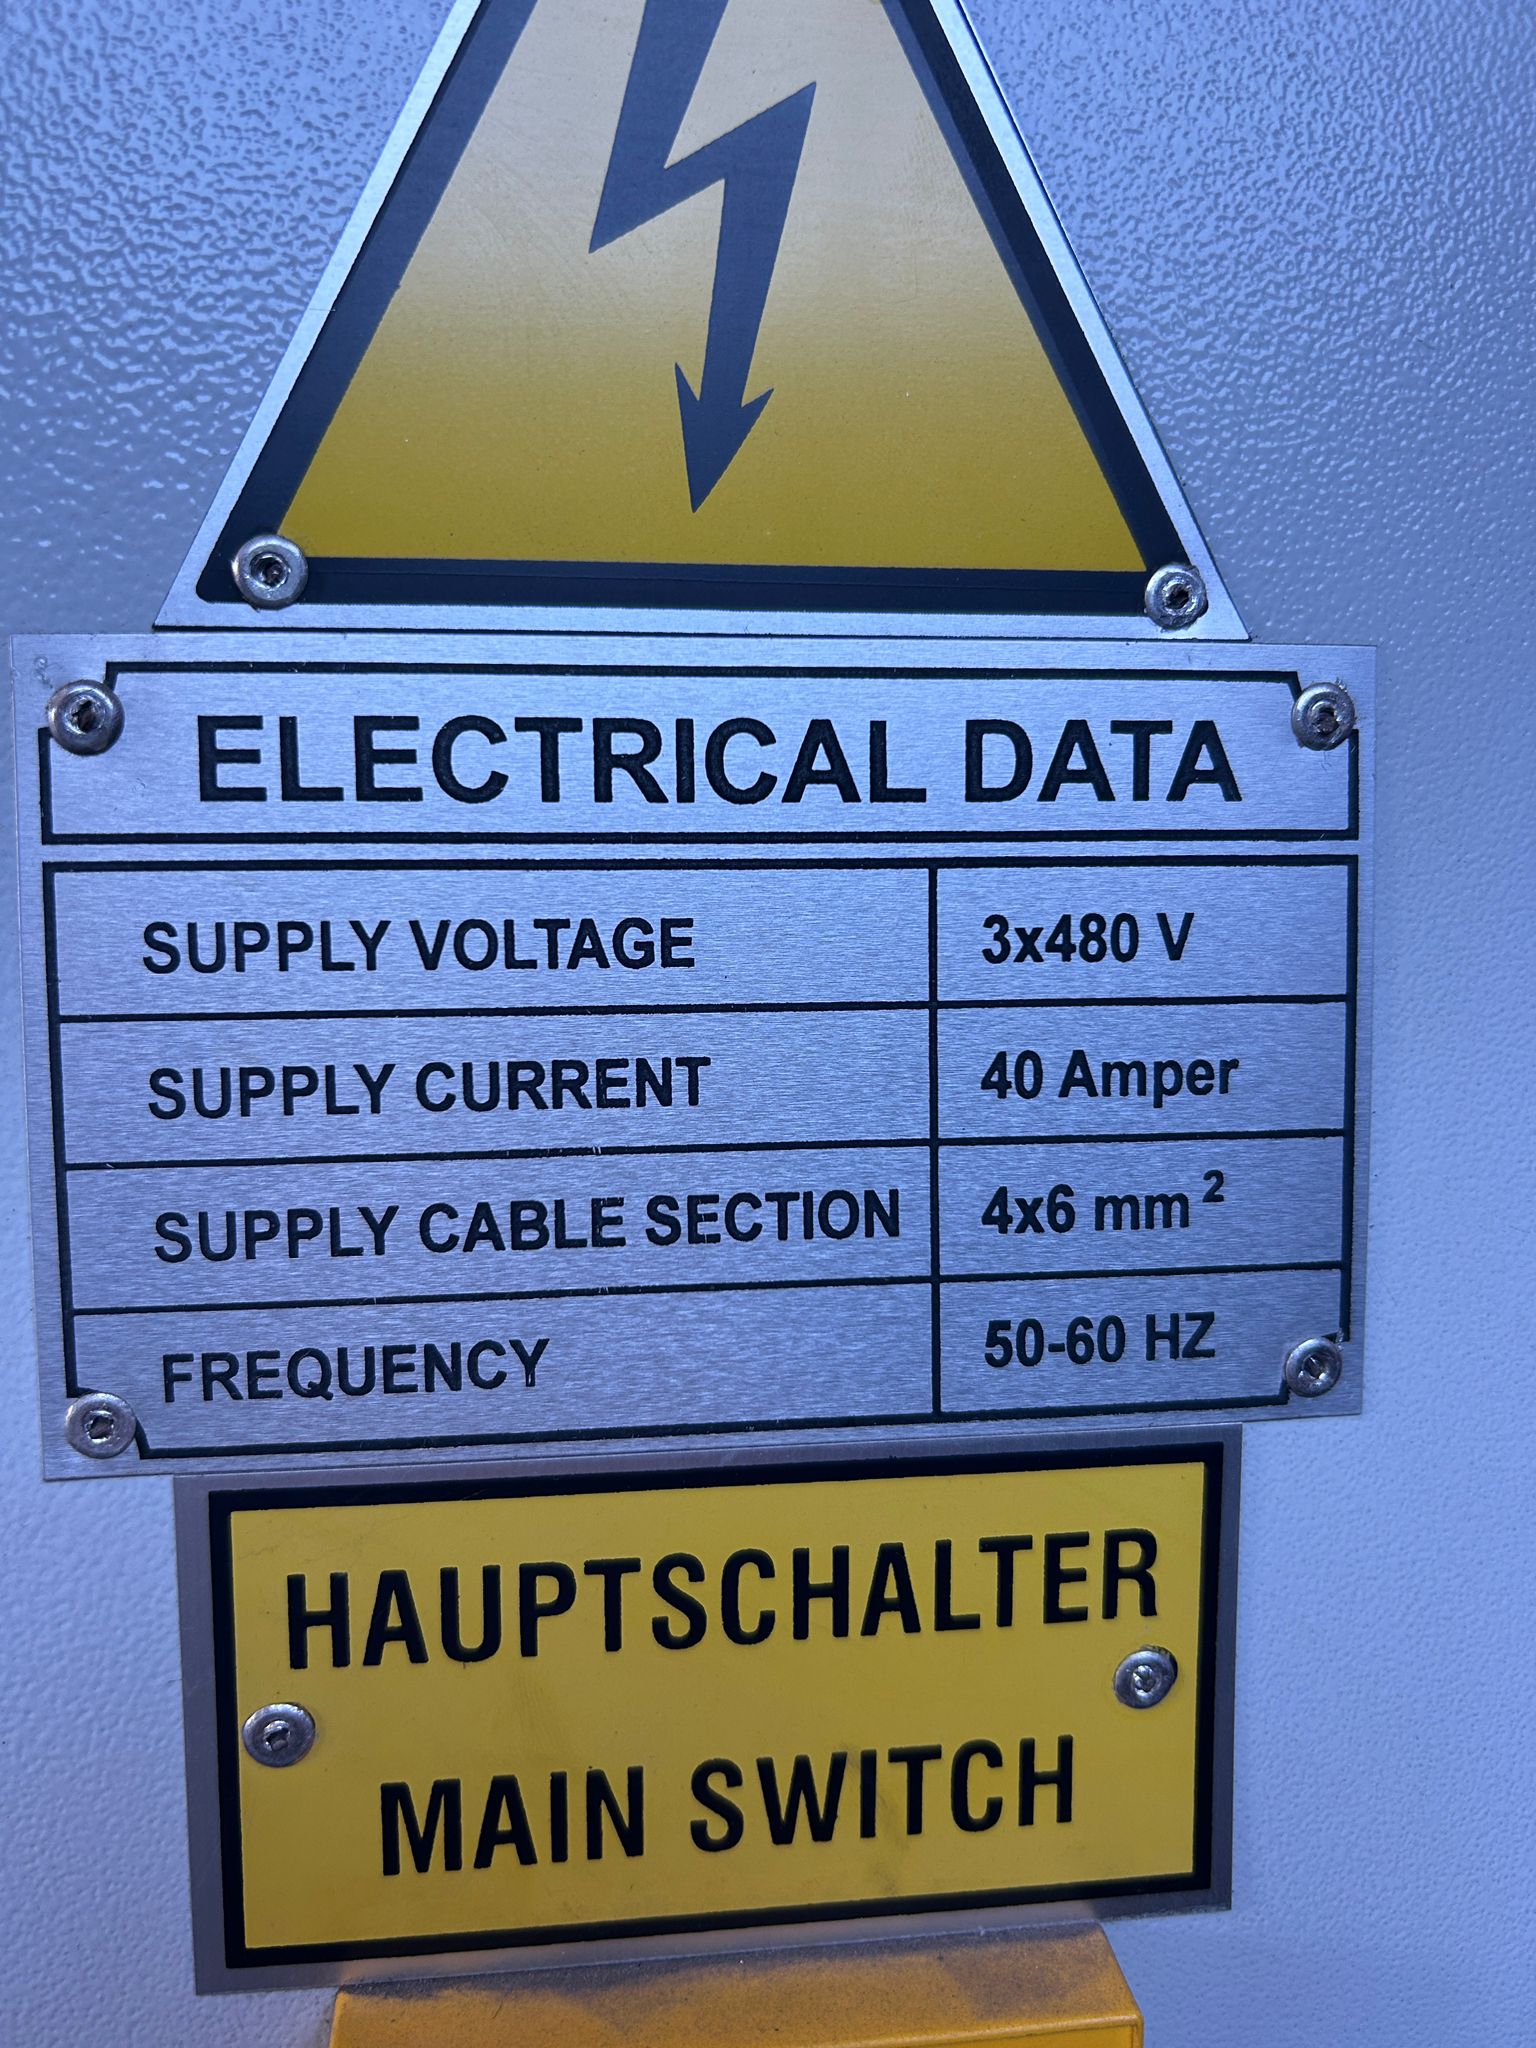 ELECTRICAL DATA
SUPPLY VOLTAGE 3x480 V
SUPPLY CURRENT 40 Amper
SUPPLY CABLE SECTION 4x6 mm²
FREQUENCY 50-60 HZ
HAUPTSCHALTER
MAIN SWITCH